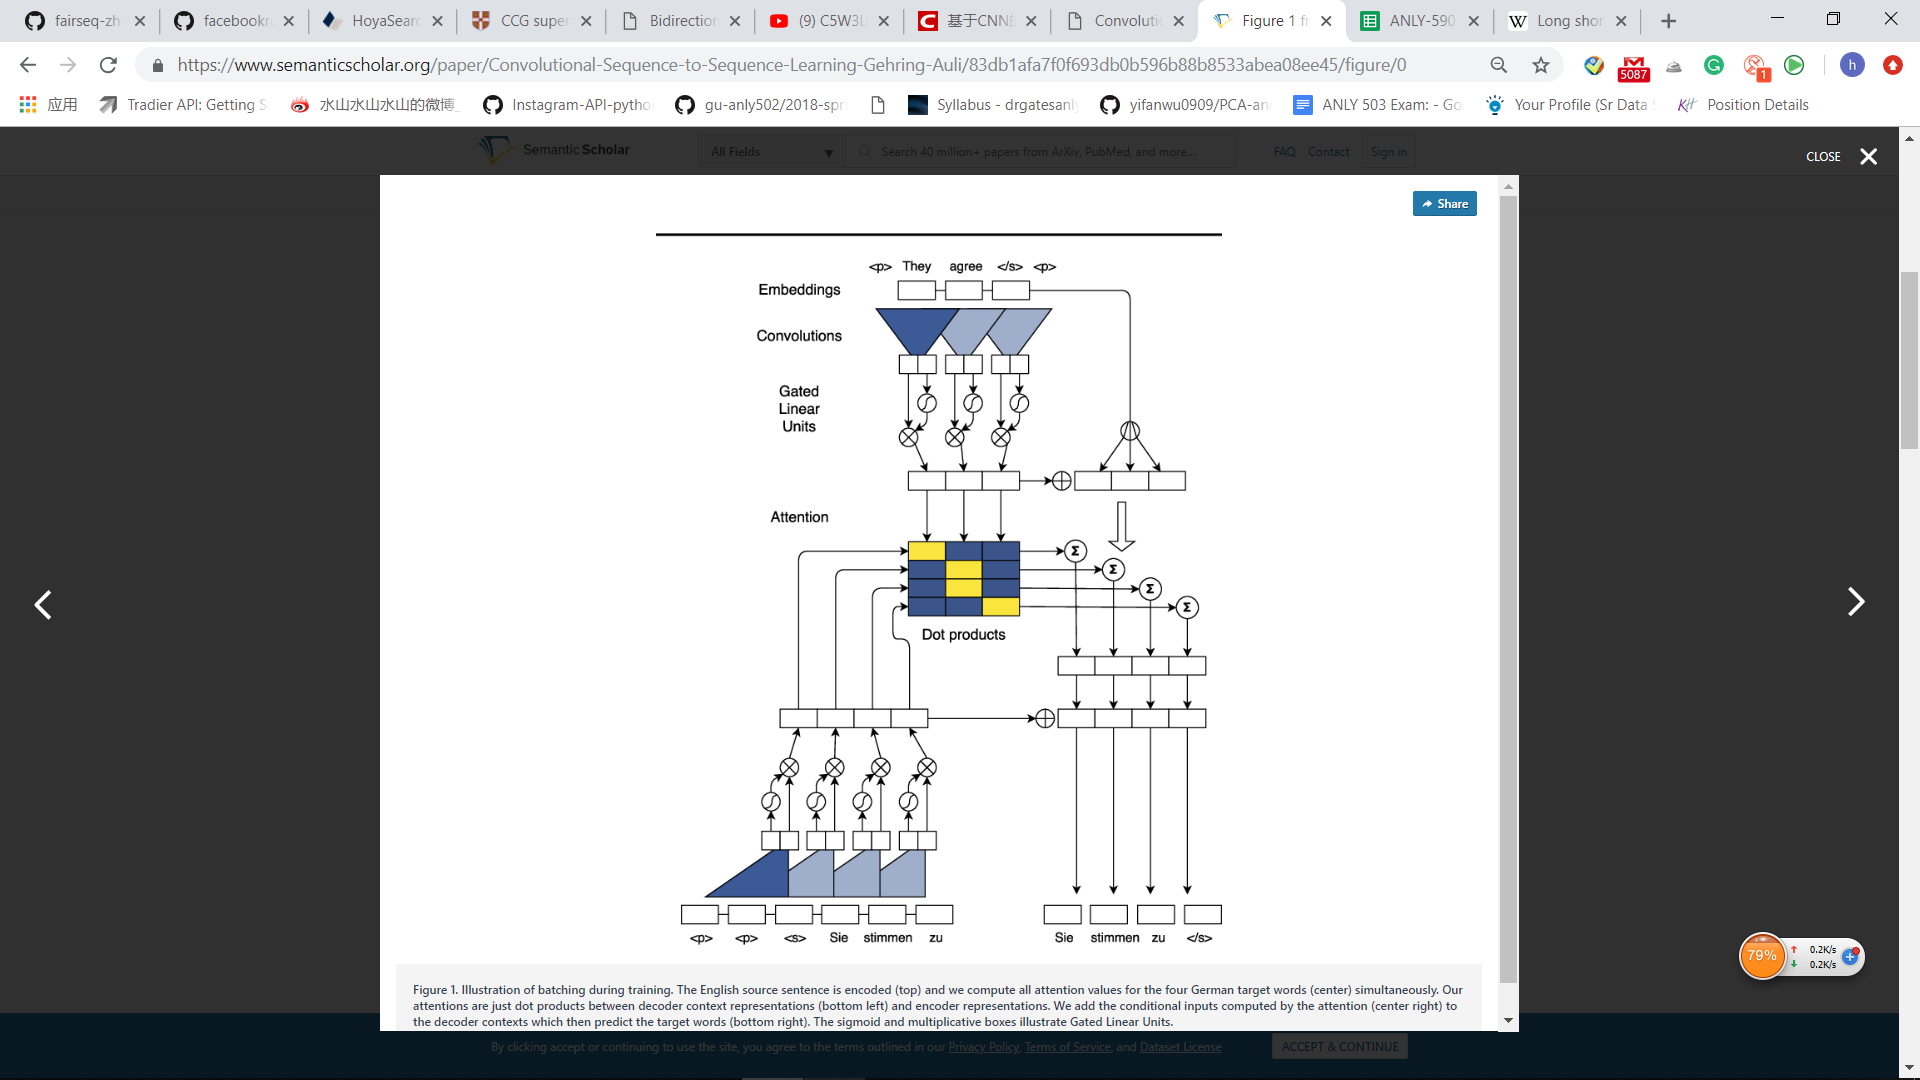 fairseq-zh
facebookr
HoyaSear
CCG super
Bidirection
(9) C5W3L
基于CNN
Convoluti
Figure 1 f
ANLY-590
Long shor
https://www.semanticscholar.org/paper/Convolutional-Sequence-to-Sequence-Learning-Gehring-Auli/83db1afa7f0f693db0b596b88b8533abea08ee45/figure/0
5087
1
h
应用
Tradier API: Getting S
水山水山水山的微博_
Instagram-API-pytho
gu-anly502/2018-spr
Syllabus - drgatesanly
yifanwu0909/PCA-an
ANLY 503 Exam: - Go
Your Profile (Sr Data S
KH
Position Details
Semantic Scholar
All Fields
Search 40 million+ papers from ArXiv, PubMed, and more...
FAQ
Contact
Sign in
CLOSE
Share
<p> They agree </s> <p>
Embeddings
Convolutions
Gated
Linear
Units
Attention
Σ
Σ
Σ
Σ
Dot products
<p> <p> <s> Sie stimmen zu
Sie stimmen zu </s>
79%
0.2K/s
0.2K/s
Figure 1. Illustration of batching during training. The English source sentence is encoded (top) and we compute all attention values for the four German target words (center) simultaneously. Our
attentions are just dot products between decoder context representations (bottom left) and encoder representations. We add the conditional inputs computed by the attention (center right) to
the decoder contexts which then predict the target words (bottom right). The sigmoid and multiplicative boxes illustrate Gated Linear Units.
By clicking accept or continuing to use the site, you agree to the terms outlined in our Privacy Policy, Terms of Service, and Dataset License
ACCEPT & CONTINUE